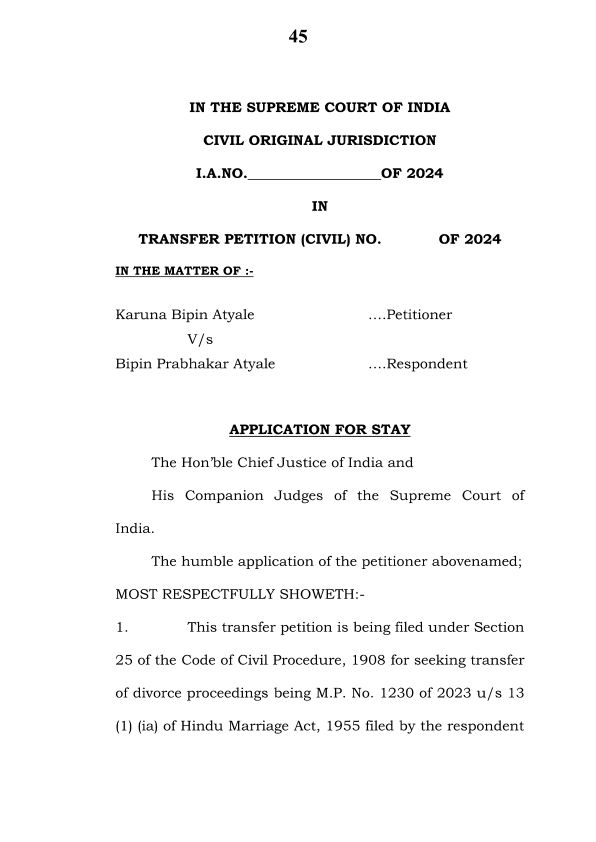 45
IN THE SUPREME COURT OF INDIA
CIVIL ORIGINAL JURISDICTION
I.A.NO.___________________OF 2024
IN
TRANSFER PETITION (CIVIL) NO. OF 2024
IN THE MATTER OF :-
Karuna Bipin Atyale ....Petitioner
V/s
Bipin Prabhakar Atyale ....Respondent
APPLICATION FOR STAY
The Hon’ble Chief Justice of India and
His Companion Judges of the Supreme Court of
India.
The humble application of the petitioner abovenamed;
MOST RESPECTFULLY SHOWETH:-
1. This transfer petition is being filed under Section
25 of the Code of Civil Procedure, 1908 for seeking transfer
of divorce proceedings being M.P. No. 1230 of 2023 u/s 13
(1) (ia) of Hindu Marriage Act, 1955 filed by the respondent